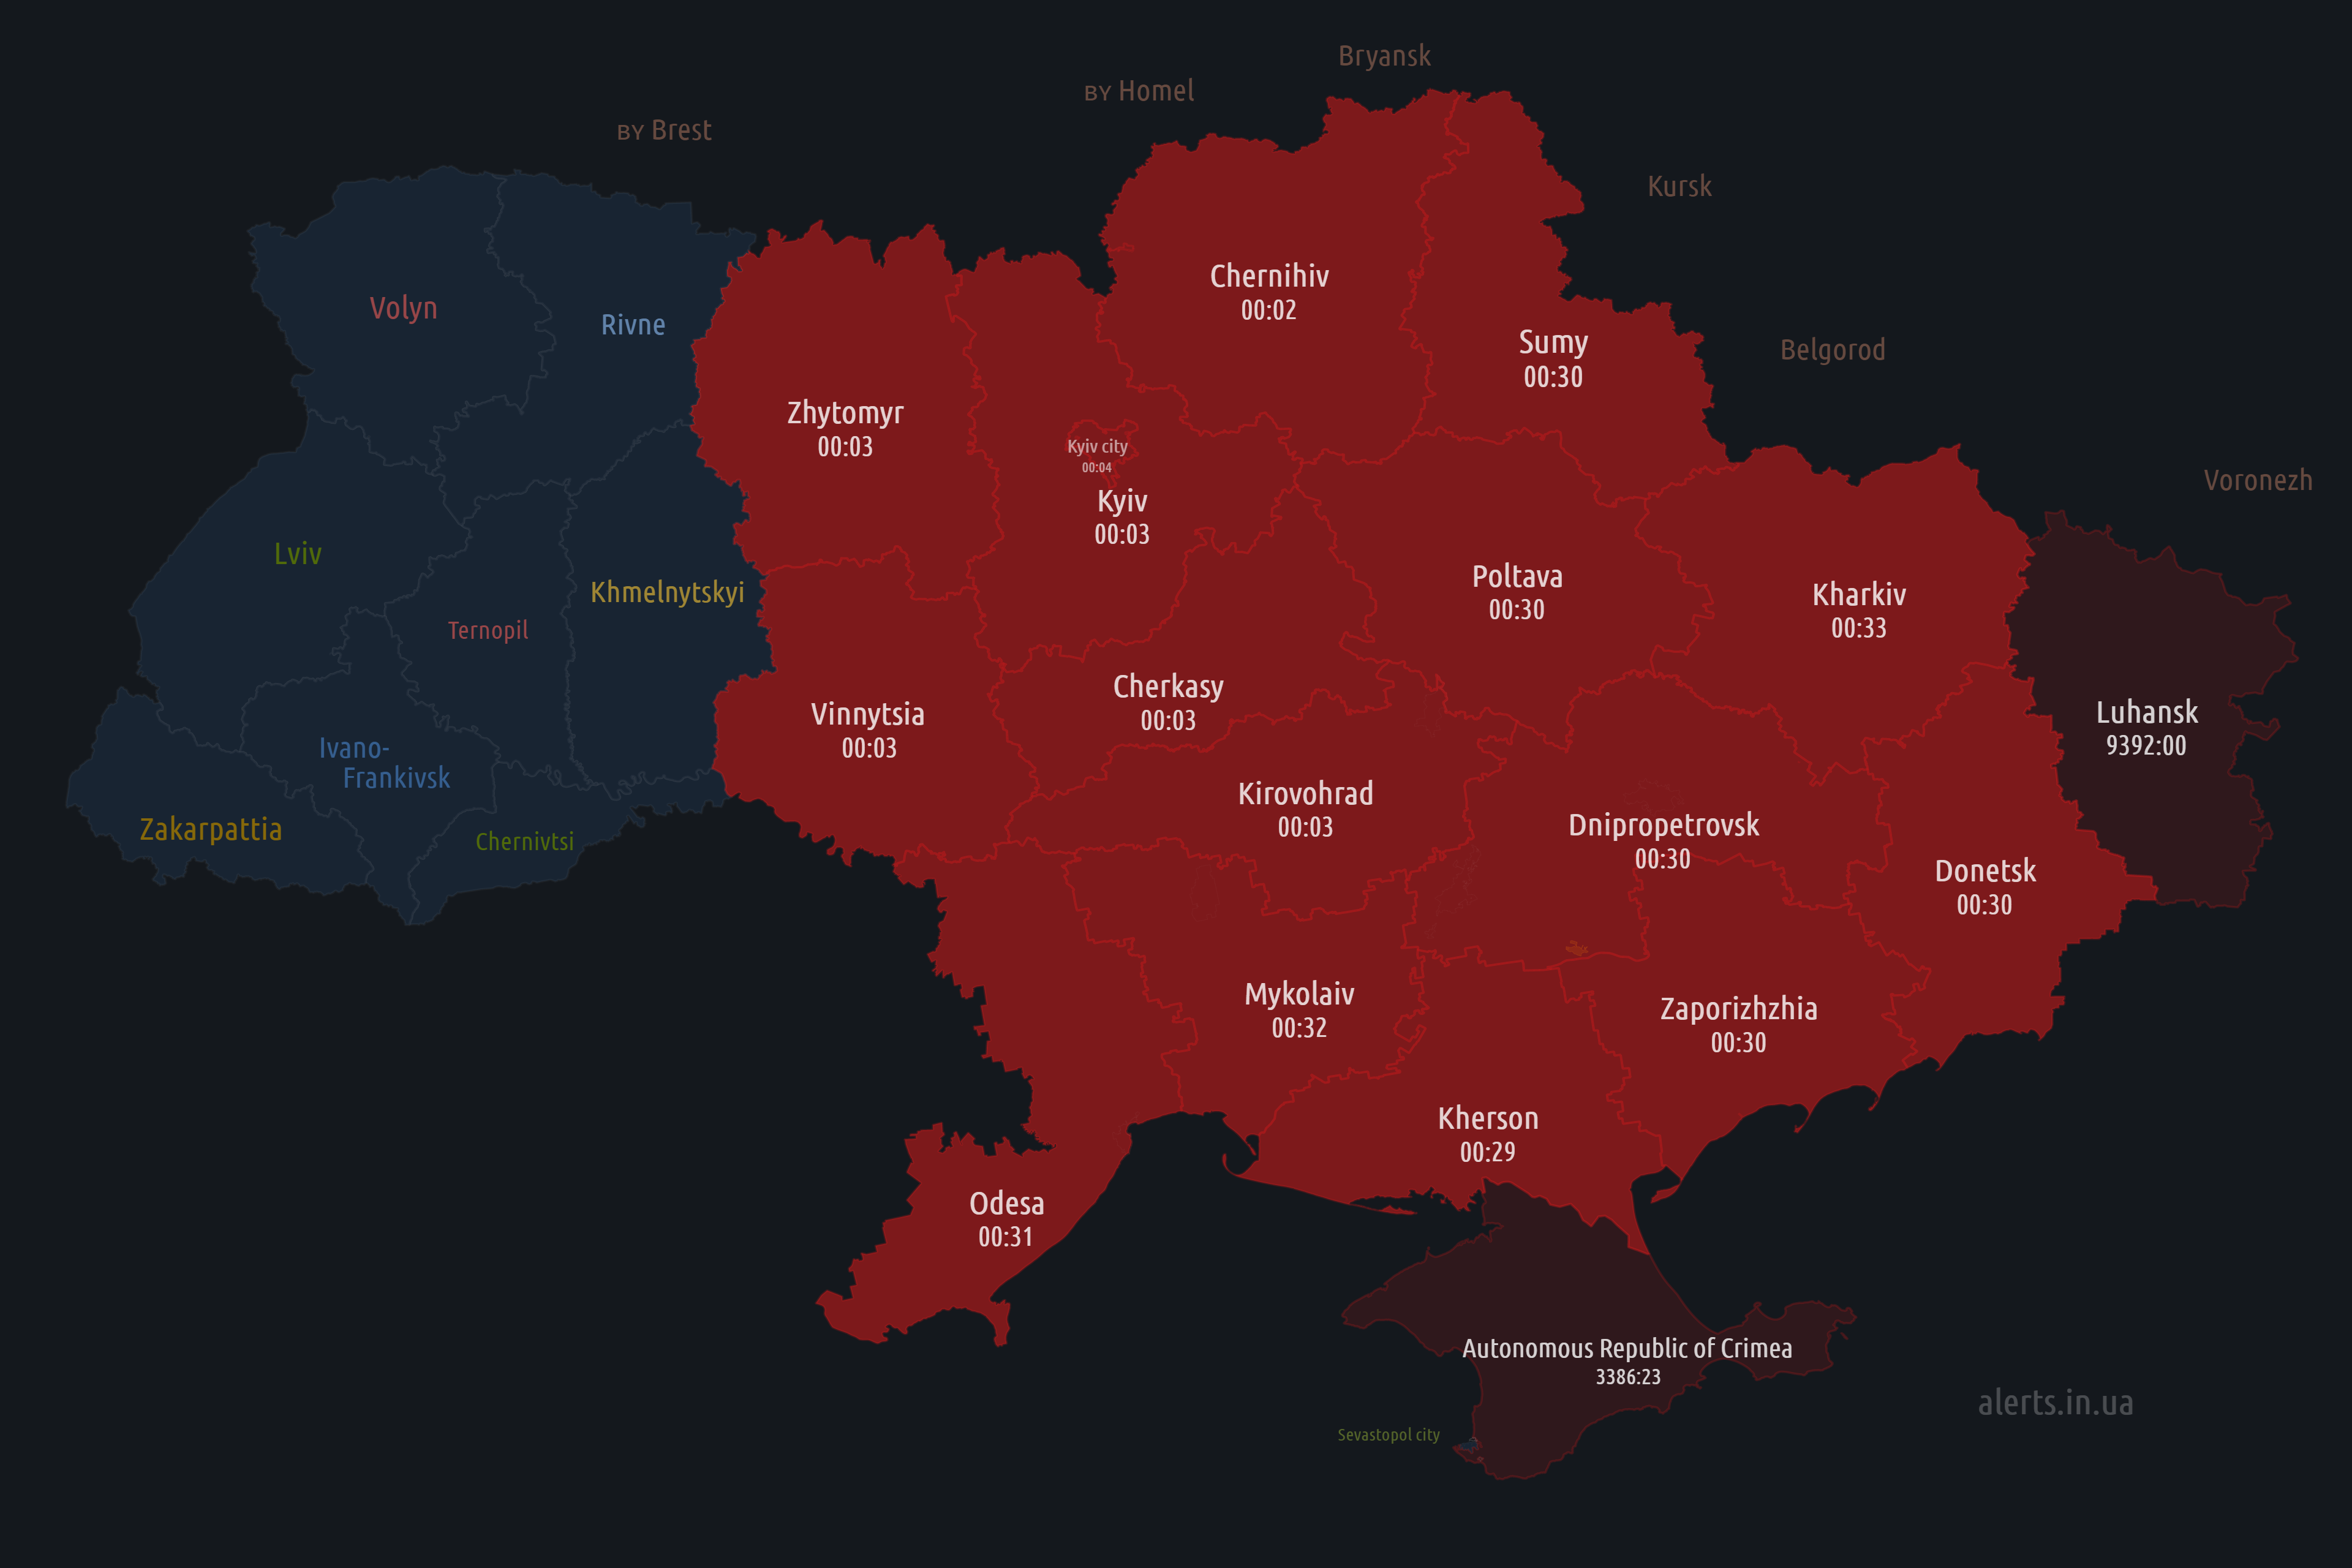 Bryansk
BY Homel
BY Brest
Kursk
Chernihiv
00:02
Volyn
Rivne
Sumy
00:30
Belgorod
Zhytomyr
00:03
Kyiv city
00:04
Kyiv
00:03
Voronezh
Lviv
Khmelnytskyi
Ternopil
Poltava
00:30
Kharkiv
00:33
Cherkasy
00:03
Vinnytsia
00:03
Luhansk
9392:00
Ivano-
Frankivsk
Zakarpattia
Chernivtsi
Kirovohrad
00:03
Dnipropetrovsk
00:30
Donetsk
00:30
Mykolaiv
00:32
Zaporizhzhia
00:30
Kherson
00:29
Odesa
00:31
Autonomous Republic of Crimea
3386:23
alerts.in.ua
Sevastopol city